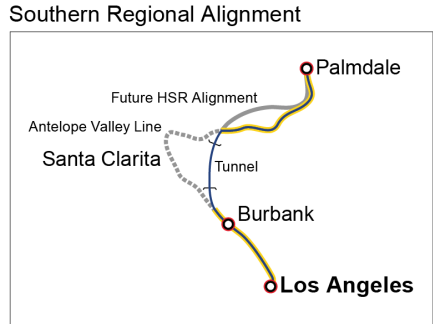 Southern Regional Alignment
Palmdale
Future HSR Alignment
Antelope Valley Line
Santa Clarita
Tunnel
Burbank
Los Angeles